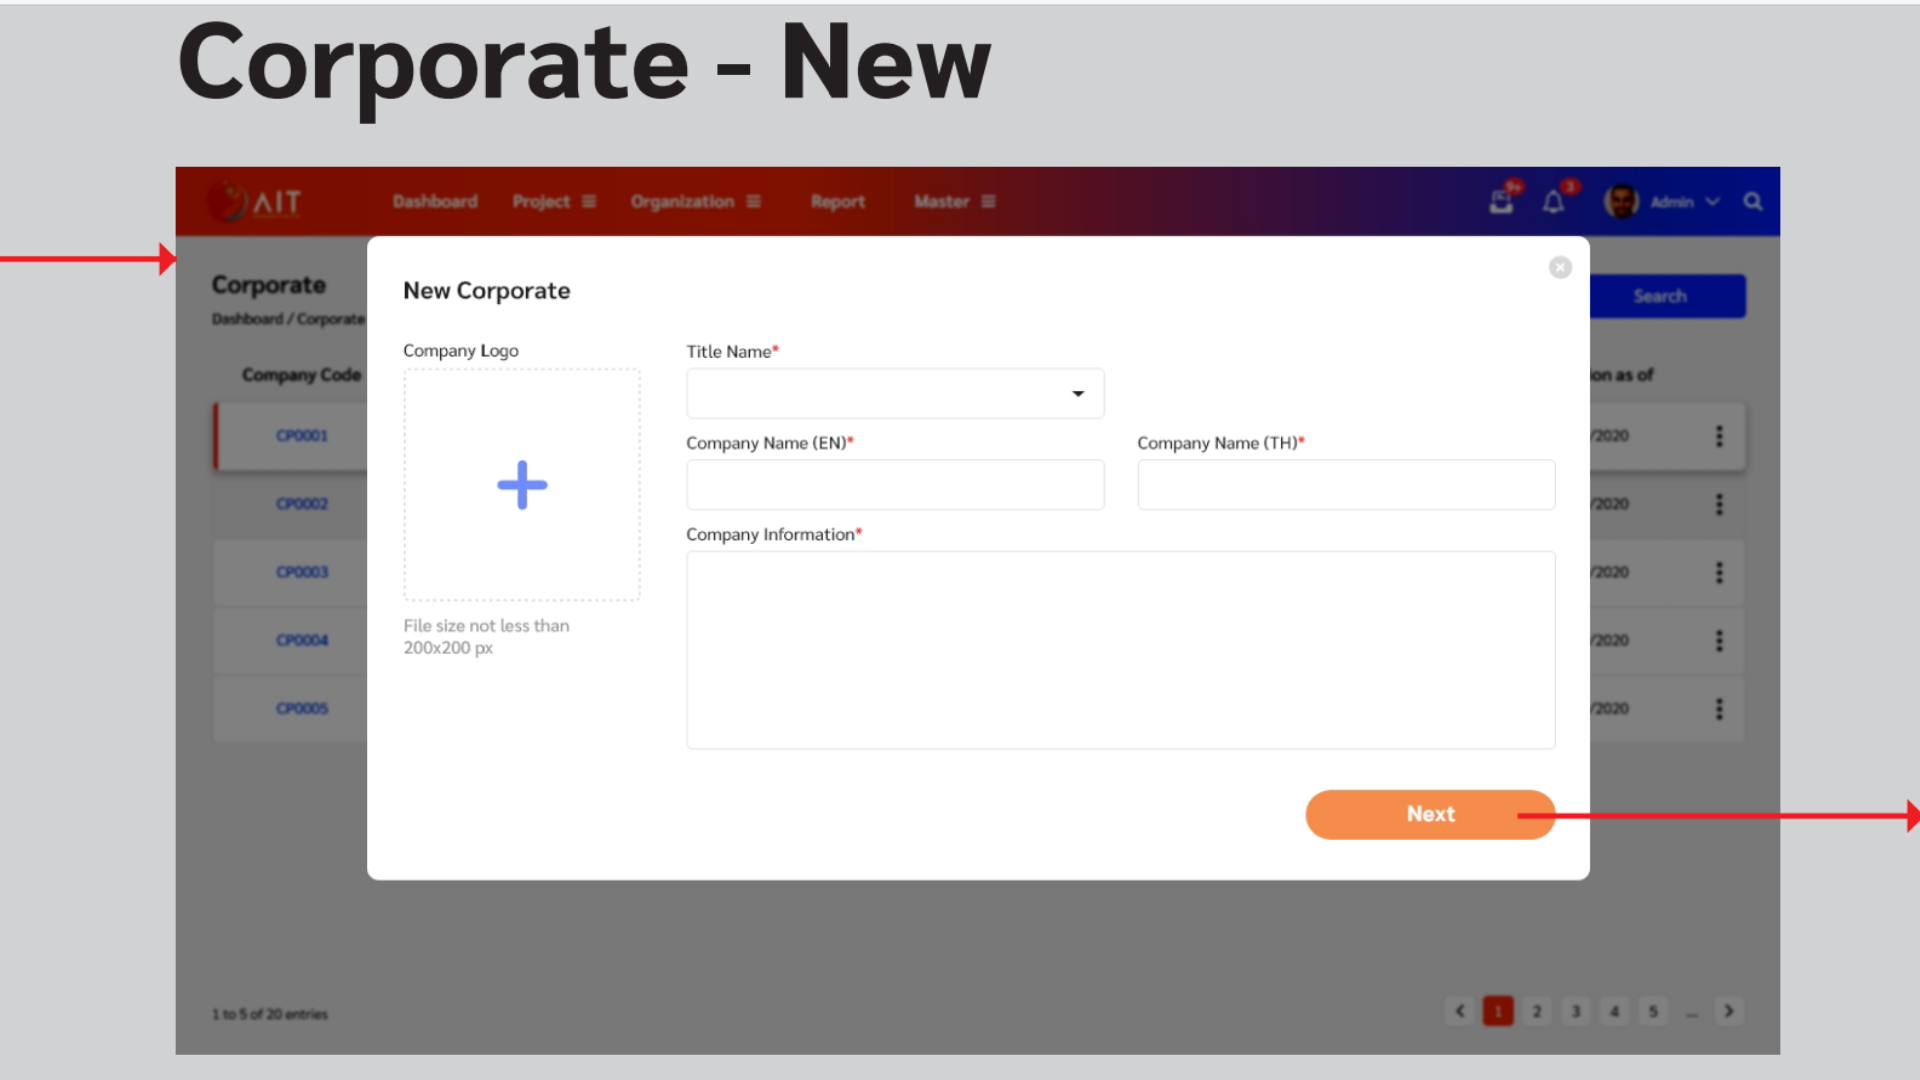 Corporate - New
AIT
Dashboard
Project
Organization
Report
Master
9+
3
Admin
Corporate
Dashboard / Corporate
Search
New Corporate
Company Logo
File size not less than
200x200 px
Title Name*
Company Name (EN)*
Company Name (TH)*
Company Information*
Next
Company Code
on as of
CP0001
/2020
CP0002
/2020
CP0003
/2020
CP0004
/2020
CP0005
/2020
1 to 5 of 20 entries
1 2 3 4 5 ...